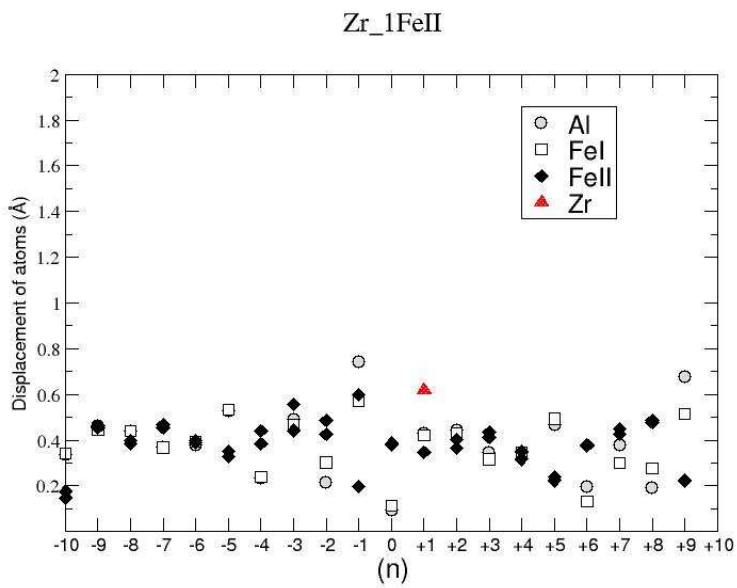 Zr_1FeII
2
1.8
1.6
1.4
1.2
1
0.8
0.6
0.4
0.2
Displacement of atoms (Å)
Al
FeI
FeII
Zr
-10 -9 -8 -7 -6 -5 -4 -3 -2 -1 0 +1 +2 +3 +4 +5 +6 +7 +8 +9 +10
(n)